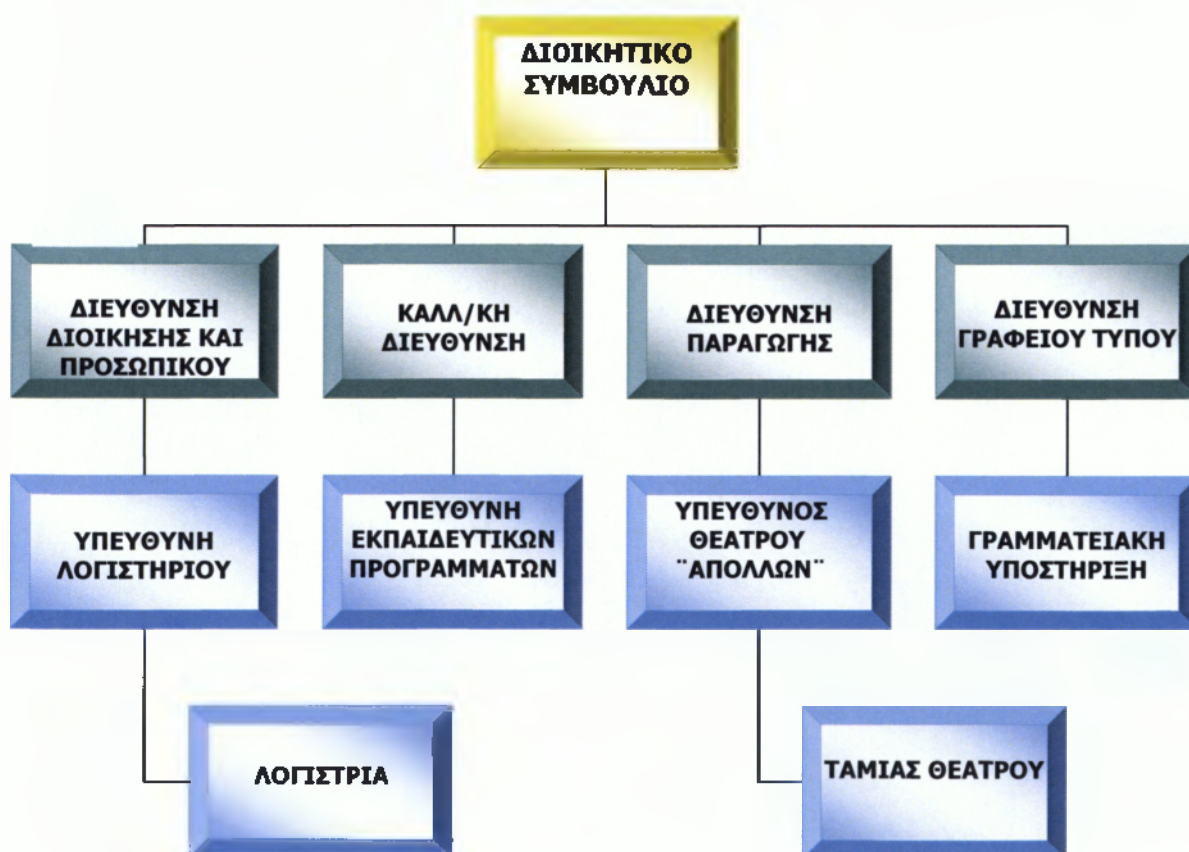 ΔΙΟΙΚΗΤΙΚΟ
ΣΥΜΒΟΥΛΙΟ
ΔΙΕΥΘΥΝΣΗ
ΔΙΟΙΚΗΣΗΣ ΚΑΙ
ΠΡΟΣΩΠΙΚΟΥ
ΚΑΛΛ/ΚΗ
ΔΙΕΥΘΥΝΣΗ
ΔΙΕΥΘΥΝΣΗ
ΠΑΡΑΓΩΓΗΣ
ΔΙΕΥΘΥΝΣΗ
ΓΡΑΦΕΙΟΥ ΤΥΠΟΥ
ΥΠΕΥΘΥΝΗ
ΛΟΓΙΣΤΗΡΙΟΥ
ΥΠΕΥΘΥΝΗ
ΕΚΠΑΙΔΕΥΤΙΚΩΝ
ΠΡΟΓΡΑΜΜΑΤΩΝ
ΥΠΕΥΘΥΝΟΣ
ΘΕΑΤΡΟΥ
¨ΑΠΟΛΛΩΝ¨
ΓΡΑΜΜΑΤΕΙΑΚΗ
ΥΠΟΣΤΗΡΙΞΗ
ΛΟΓΙΣΤΡΙΑ
ΤΑΜΙΑΣ ΘΕΑΤΡΟΥ